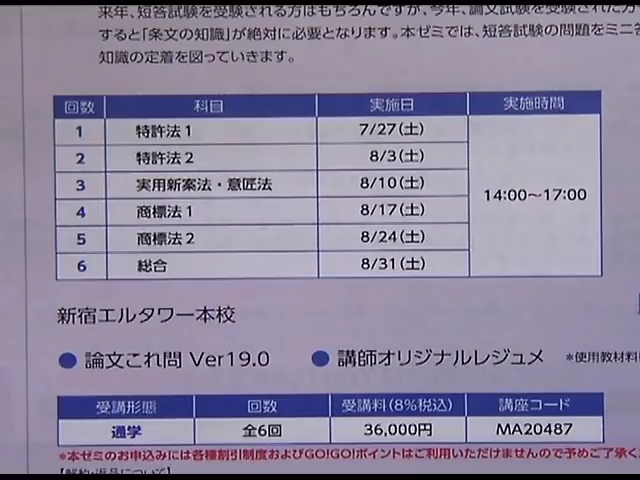 来年、短答試験を受験される方はもちろんですが、今年、論文試験を受験された方
すると「条文の知識」が絶対に必要となります。本ゼミでは、短答試験の問題をミニ答
知識の定着を図っていきます。
回数 科目 実施日 実施時間
1 特許法1 7/27(土)
2 特許法2 8/3(土)
3 実用新案法・意匠法 8/10(土)
14:00〜17:00
4 商標法1 8/17(土)
5 商標法2 8/24(土)
6 総合 8/31(土)
新宿エルタワー本校
●論文これ問 Ver19.0 ●講師オリジナルレジュメ *使用教材料
受講形態 回数 受講料(8%税込) 講座コード
通学 全6回 36,000円 MA20487
*本ゼミのお申込みには各種割引制度およびGO!GO!ポイントはご利用いただけませんので予めご了承くだ
【解約・返品について】